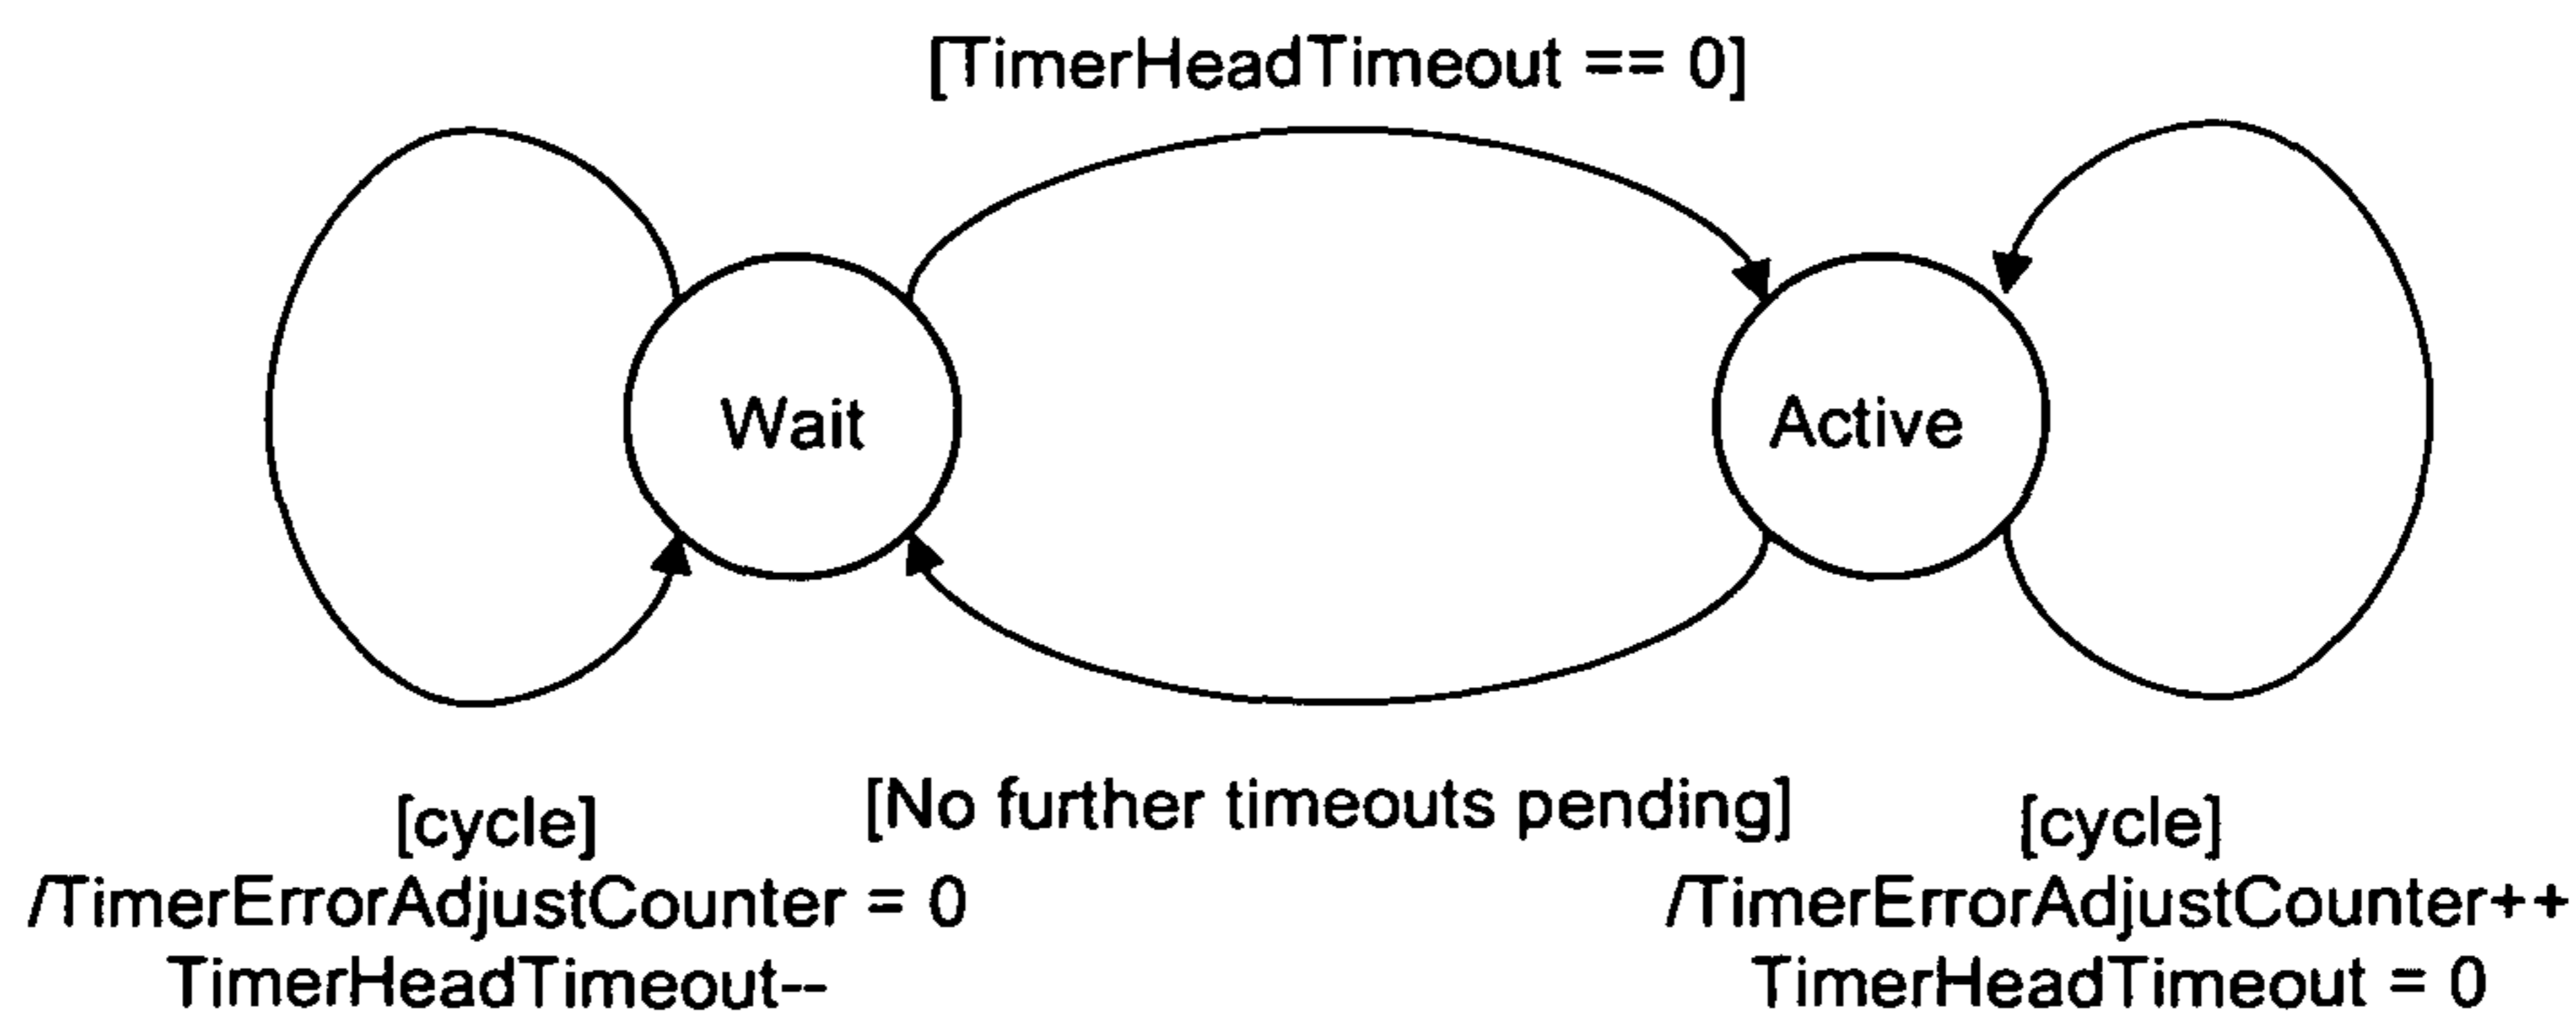 [TimerHeadTimeout == 0]
Wait
Active
[No further timeouts pending]
[cycle]
/TimerErrorAdjustCounter = 0
TimerHeadTimeout--
[cycle]
/TimerErrorAdjustCounter++
TimerHeadTimeout = 0